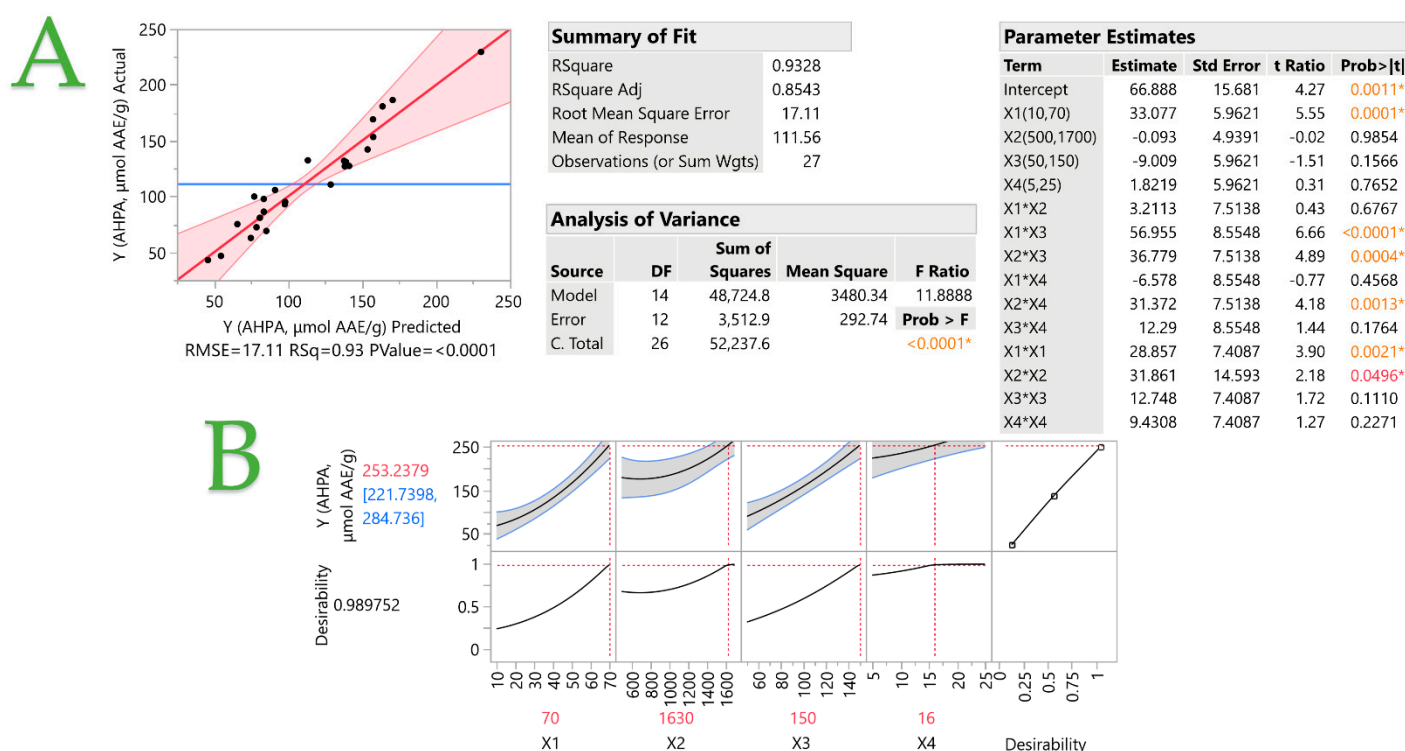 A
Y (AHPA, μmol AAE/g) Actual
250
200
150
100
50
50 100 150 200 250
Y (AHPA, μmol AAE/g) Predicted
RMSE=17.11 RSq=0.93 PValue=<0.0001
Summary of Fit
RSquare 0.9328
RSquare Adj 0.8543
Root Mean Square Error 17.11
Mean of Response 111.56
Observations (or Sum Wgts) 27
Analysis of Variance
Sum of
Source DF Squares Mean Square F Ratio
Model 14 48,724.8 3480.34 11.8888
Error 12 3,512.9 292.74 Prob > F
C. Total 26 52,237.6 <0.0001*
Parameter Estimates
Term Estimate Std Error t Ratio Prob>|t|
Intercept 66.888 15.681 4.27 0.0011*
X1(10,70) 33.077 5.9621 5.55 0.0001*
X2(500,1700) -0.093 4.9391 -0.02 0.9854
X3(50,150) -9.009 5.9621 -1.51 0.1566
X4(5,25) 1.8219 5.9621 0.31 0.7652
X1*X2 3.2113 7.5138 0.43 0.6767
X1*X3 56.955 8.5548 6.66 <0.0001*
X2*X3 36.779 7.5138 4.89 0.0004*
X1*X4 -6.578 8.5548 -0.77 0.4568
X2*X4 31.372 7.5138 4.18 0.0013*
X3*X4 12.29 8.5548 1.44 0.1764
X1*X1 28.857 7.4087 3.90 0.0021*
X2*X2 31.861 14.593 2.18 0.0496*
X3*X3 12.748 7.4087 1.72 0.1110
X4*X4 9.4308 7.4087 1.27 0.2271
B
Y (AHPA,
μmol AAE/g)
253.2379
[221.7398,
284.736]
250
150
50
Desirability
0.989752
1
0.5
0
10 20 30 40 50 60 70
600 800 1000 1200 1400 1600
60 80 100 120 140
5 10 15 20 25
0 0.25 0.5 0.75 1
70 1630 150 16
X1 X2 X3 X4 Desirability